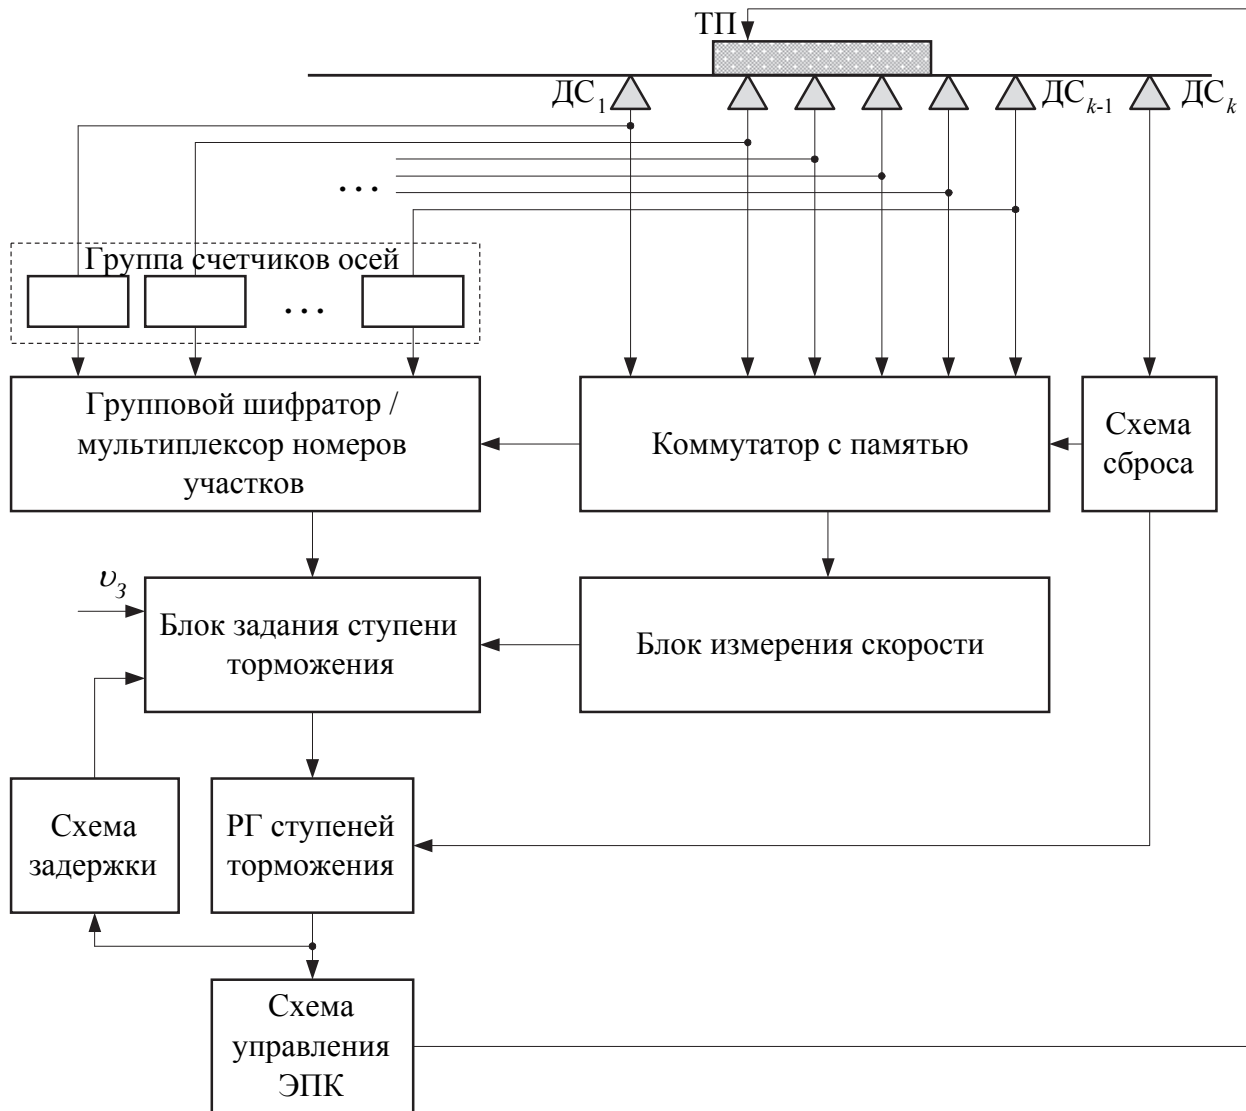 ТП
ДС1
ДСk-1
ДСk
...
Группа счетчиков осей
...
Групповой шифратор /
мультиплексор номеров
участков
Коммутатор с памятью
Схема
сброса
υЗ
Блок задания ступени
торможения
Блок измерения скорости
Схема
задержки
РГ ступеней
торможения
Схема
управления
ЭПК